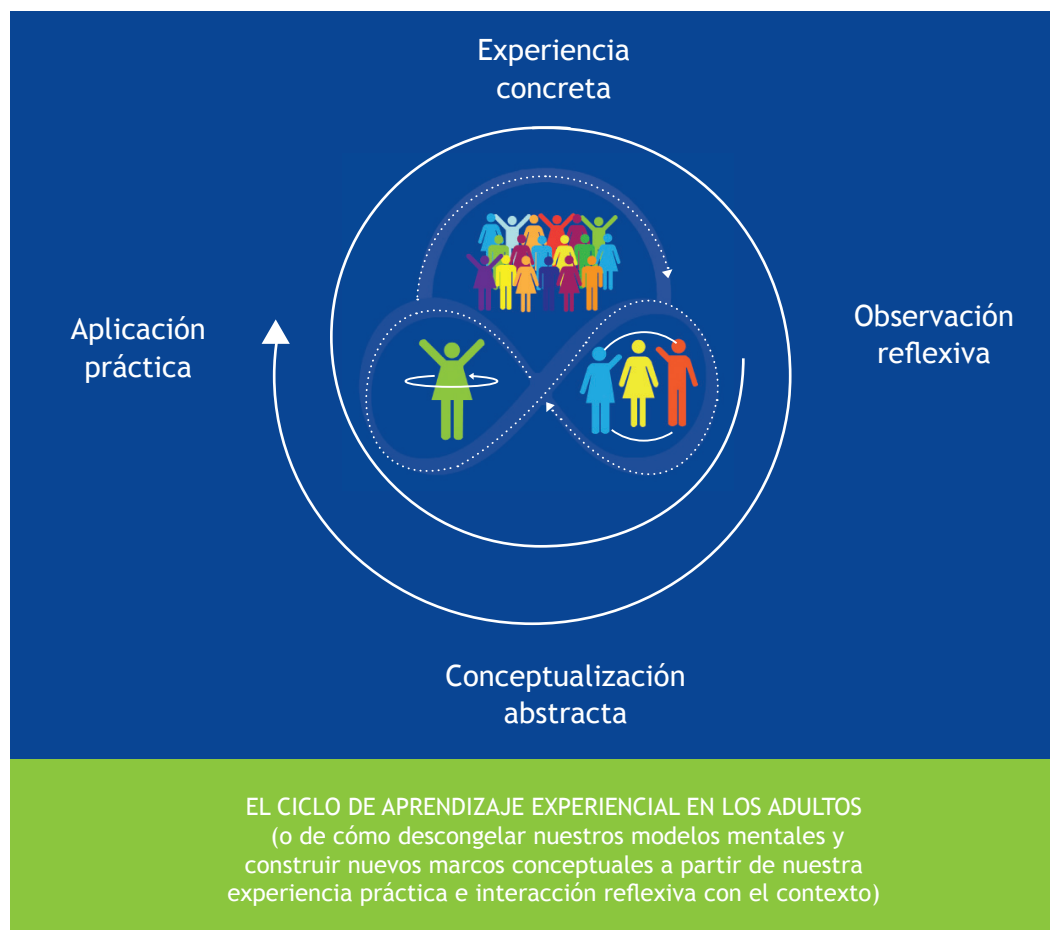 Experiencia
concreta
Aplicación
práctica
Observación
reflexiva
Conceptualización
abstracta
EL CICLO DE APRENDIZAJE EXPERIENCIAL EN LOS ADULTOS
(o de cómo descongelar nuestros modelos mentales y
construir nuevos marcos conceptuales a partir de nuestra
experiencia práctica e interacción reflexiva con el contexto)